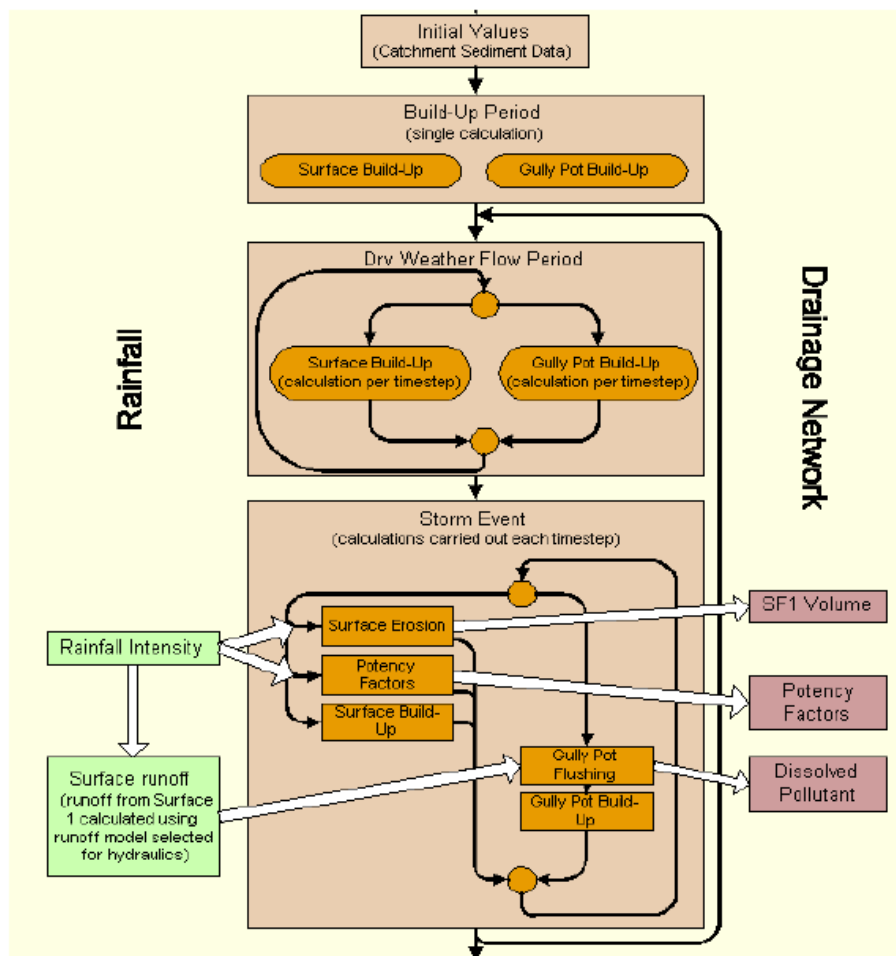 Initial Values
(Catchment Sediment Data)
Build-Up Period
(single calculation)
Surface Build-Up
Gully Pot Build-Up
Dry Weather Flow Period
Surface Build-Up
(calculation per timestep)
Gully Pot Build-Up
(calculation per timestep)
Rainfall
Drainage Network
Storm Event
(calculations carried out each timestep)
Surface Erosion
SF1 Volume
Rainfall Intensity
Potency
Factors
Potency
Factors
Surface Build-
Up
Gully Pot
Flushing
Gully Pot Build-
Up
Surface runoff
(runoff from Surface
1 calculated using
runoff model selected
for hydraulics)
Dissolved
Pollutant